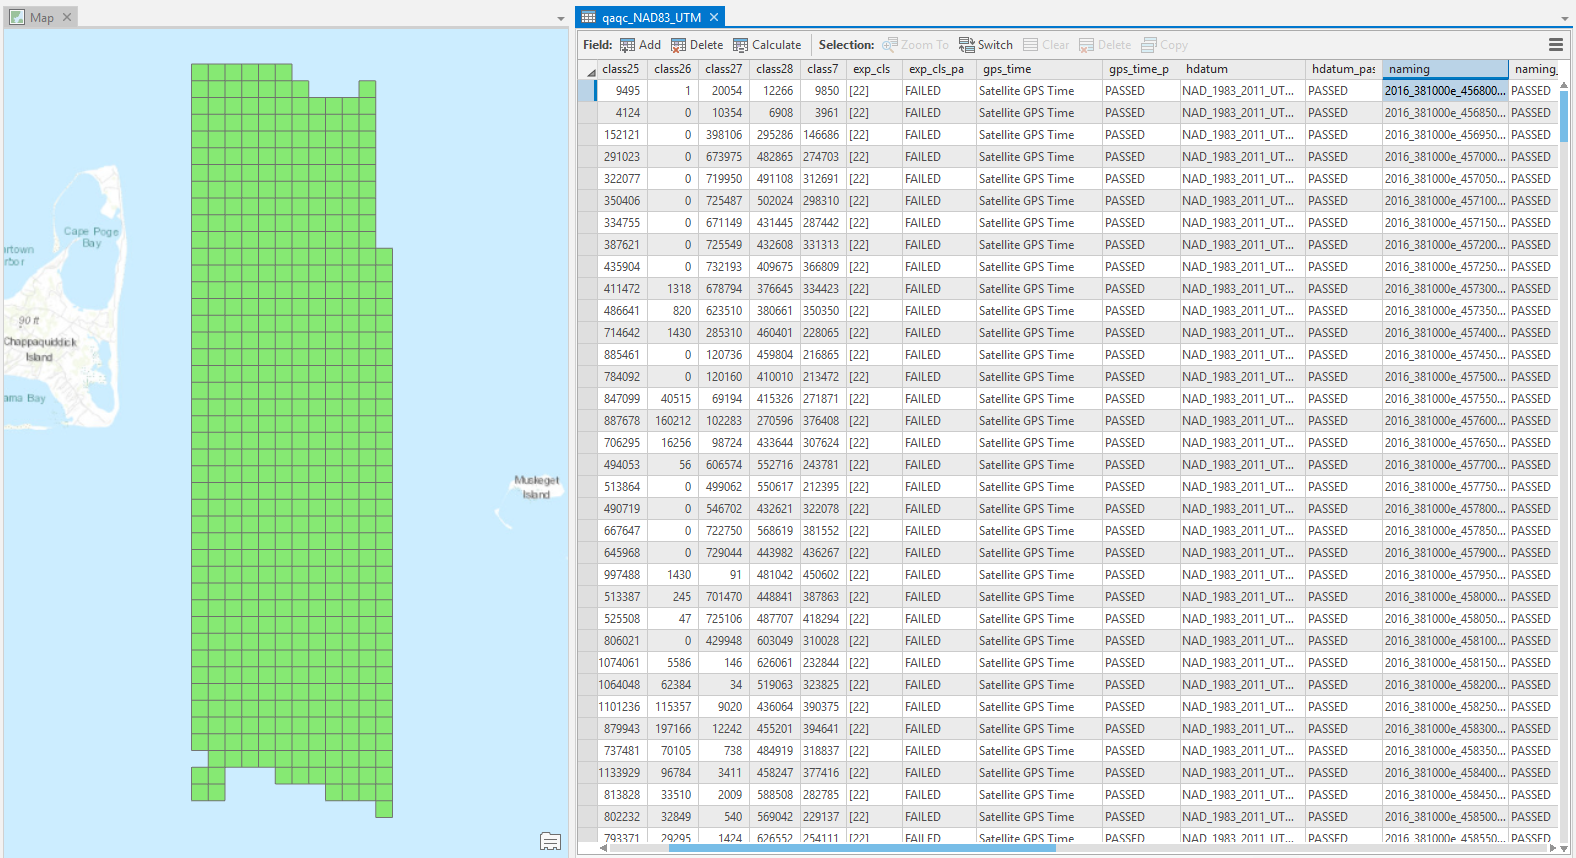 Map
Cape Poge
Bay
artown
rbor
90 ft
Chappaquiddick
Island
ama Bay
Muskeget
Island
qaqc_NAD83_UTM
Field: Add Delete Calculate Selection: Zoom To Switch Clear Delete Copy
class25 class26 class27 class28 class7 exp_cls exp_cls_pa gps_time gps_time_p hdatum hdatum_pas naming naming_
9495 1 20054 12266 9850 [22] FAILED Satellite GPS Time PASSED NAD_1983_2011_UT... PASSED 2016_381000e_456800... PASSED
4124 0 10354 6908 3961 [22] FAILED Satellite GPS Time PASSED NAD_1983_2011_UT... PASSED 2016_381000e_456850... PASSED
152121 0 398106 295286 146686 [22] FAILED Satellite GPS Time PASSED NAD_1983_2011_UT... PASSED 2016_381000e_456950... PASSED
291023 0 673975 482865 274703 [22] FAILED Satellite GPS Time PASSED NAD_1983_2011_UT... PASSED 2016_381000e_457000... PASSED
322077 0 719950 491108 312691 [22] FAILED Satellite GPS Time PASSED NAD_1983_2011_UT... PASSED 2016_381000e_457050... PASSED
350406 0 725487 502024 298310 [22] FAILED Satellite GPS Time PASSED NAD_1983_2011_UT... PASSED 2016_381000e_457100... PASSED
334755 0 671149 431445 287442 [22] FAILED Satellite GPS Time PASSED NAD_1983_2011_UT... PASSED 2016_381000e_457150... PASSED
387621 0 725549 432608 331313 [22] FAILED Satellite GPS Time PASSED NAD_1983_2011_UT... PASSED 2016_381000e_457200... PASSED
435904 0 732193 409675 366809 [22] FAILED Satellite GPS Time PASSED NAD_1983_2011_UT... PASSED 2016_381000e_457250... PASSED
411472 1318 678794 376645 334423 [22] FAILED Satellite GPS Time PASSED NAD_1983_2011_UT... PASSED 2016_381000e_457300... PASSED
486641 820 623510 380661 350350 [22] FAILED Satellite GPS Time PASSED NAD_1983_2011_UT... PASSED 2016_381000e_457350... PASSED
714642 1430 285310 460401 228065 [22] FAILED Satellite GPS Time PASSED NAD_1983_2011_UT... PASSED 2016_381000e_457400... PASSED
885461 0 120736 459804 216865 [22] FAILED Satellite GPS Time PASSED NAD_1983_2011_UT... PASSED 2016_381000e_457450... PASSED
784092 0 120160 410010 213472 [22] FAILED Satellite GPS Time PASSED NAD_1983_2011_UT... PASSED 2016_381000e_457500... PASSED
847099 40515 69194 415326 271871 [22] FAILED Satellite GPS Time PASSED NAD_1983_2011_UT... PASSED 2016_381000e_457550... PASSED
887678 160212 102283 270596 376408 [22] FAILED Satellite GPS Time PASSED NAD_1983_2011_UT... PASSED 2016_381000e_457600... PASSED
706295 16256 98724 433644 307624 [22] FAILED Satellite GPS Time PASSED NAD_1983_2011_UT... PASSED 2016_381000e_457650... PASSED
494053 56 606574 552716 243781 [22] FAILED Satellite GPS Time PASSED NAD_1983_2011_UT... PASSED 2016_381000e_457700... PASSED
513864 0 499062 550617 212395 [22] FAILED Satellite GPS Time PASSED NAD_1983_2011_UT... PASSED 2016_381000e_457750... PASSED
490719 0 546702 432621 322078 [22] FAILED Satellite GPS Time PASSED NAD_1983_2011_UT... PASSED 2016_381000e_457800... PASSED
667647 0 722750 568619 381552 [22] FAILED Satellite GPS Time PASSED NAD_1983_2011_UT... PASSED 2016_381000e_457850... PASSED
645968 0 729044 443982 436267 [22] FAILED Satellite GPS Time PASSED NAD_1983_2011_UT... PASSED 2016_381000e_457900... PASSED
997488 1430 91 481042 450602 [22] FAILED Satellite GPS Time PASSED NAD_1983_2011_UT... PASSED 2016_381000e_457950... PASSED
513387 245 701470 448841 387863 [22] FAILED Satellite GPS Time PASSED NAD_1983_2011_UT... PASSED 2016_381000e_458000... PASSED
525508 47 725106 487707 418294 [22] FAILED Satellite GPS Time PASSED NAD_1983_2011_UT... PASSED 2016_381000e_458050... PASSED
806021 0 429948 603049 310028 [22] FAILED Satellite GPS Time PASSED NAD_1983_2011_UT... PASSED 2016_381000e_458100... PASSED
1074061 5586 146 626061 232844 [22] FAILED Satellite GPS Time PASSED NAD_1983_2011_UT... PASSED 2016_381000e_458150... PASSED
1064048 62384 34 519063 323825 [22] FAILED Satellite GPS Time PASSED NAD_1983_2011_UT... PASSED 2016_381000e_458200... PASSED
1101236 115357 9020 436064 390375 [22] FAILED Satellite GPS Time PASSED NAD_1983_2011_UT... PASSED 2016_381000e_458250... PASSED
879943 197166 12242 455201 394641 [22] FAILED Satellite GPS Time PASSED NAD_1983_2011_UT... PASSED 2016_381000e_458300... PASSED
737481 70105 738 484919 318837 [22] FAILED Satellite GPS Time PASSED NAD_1983_2011_UT... PASSED 2016_381000e_458350... PASSED
1133929 96784 3411 458247 377416 [22] FAILED Satellite GPS Time PASSED NAD_1983_2011_UT... PASSED 2016_381000e_458400... PASSED
813828 33510 2009 588508 282785 [22] FAILED Satellite GPS Time PASSED NAD_1983_2011_UT... PASSED 2016_381000e_458450... PASSED
802232 32849 540 569042 229137 [22] FAILED Satellite GPS Time PASSED NAD_1983_2011_UT... PASSED 2016_381000e_458500... PASSED
793371 29295 1424 626552 254111 [22] FAILED Satellite GPS Time PASSED NAD_1983_2011_UT... PASSED 2016_381000e_458550... PASSED